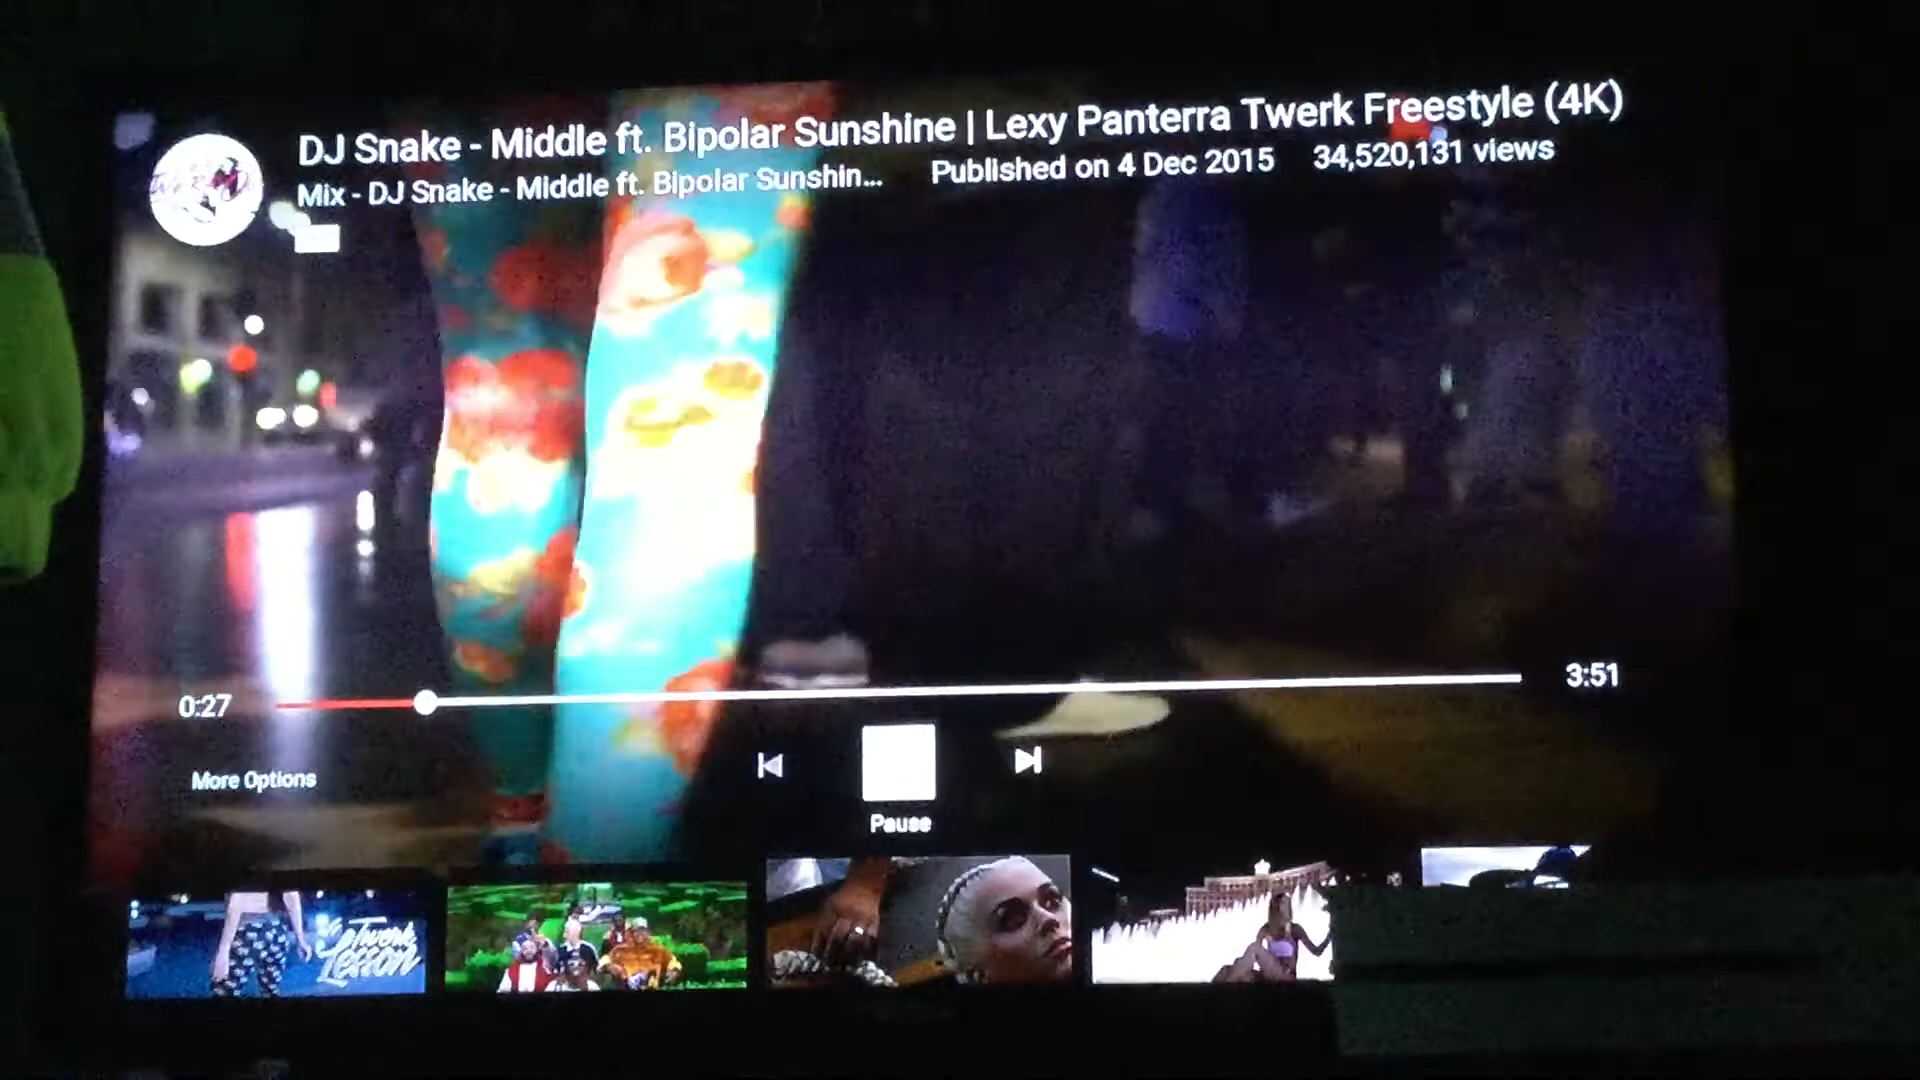 DJ Snake - Middle ft. Bipolar Sunshine | Lexy Panterra Twerk Freestyle (4K)
Mix - DJ Snake - Middle ft. Bipolar Sunshin... Published on 4 Dec 2015 34,520,131 views
0:27 3:51
More Options
Pause
Twerk
Lesson